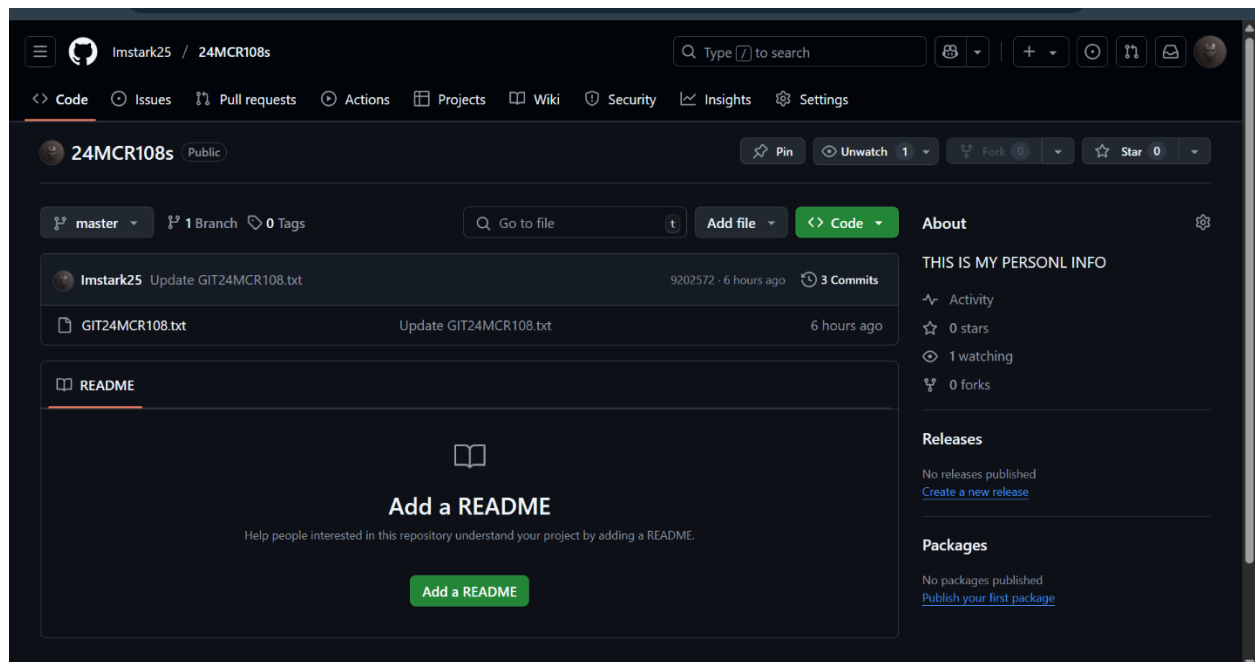 Imstark25 / 24MCR108s
Type / to search
Code Issues Pull requests Actions Projects Wiki Security Insights Settings
24MCR108s Public
Pin Unwatch 1 Fork 0 Star 0
master 1 Branch 0 Tags
Go to file t Add file Code
Imstark25 Update GIT24MCR108.txt 9202572 · 6 hours ago 3 Commits
GIT24MCR108.txt Update GIT24MCR108.txt 6 hours ago
README
Add a README
Help people interested in this repository understand your project by adding a README.
Add a README
About
THIS IS MY PERSONL INFO
Activity
0 stars
1 watching
0 forks
Releases
No releases published
Create a new release
Packages
No packages published
Publish your first package